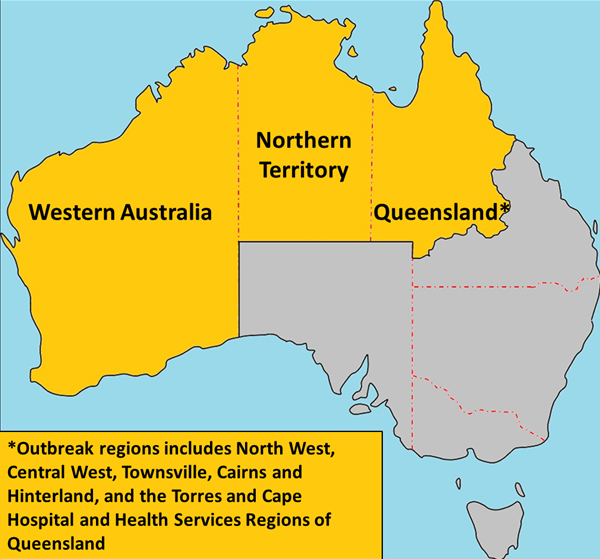 Northern
Territory
Western Australia
Queensland*
*Outbreak regions includes North West,
Central West, Townsville, Cairns and
Hinterland, and the Torres and Cape
Hospital and Health Services Regions of
Queensland